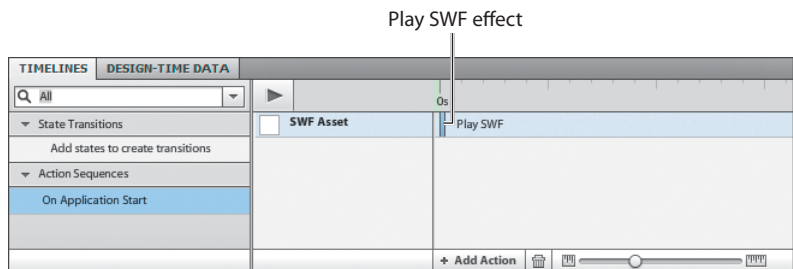 Play SWF effect
TIMELINES DESIGN-TIME DATA
All
0s
State Transitions
SWF Asset
Play SWF
Add states to create transitions
Action Sequences
On Application Start
+ Add Action